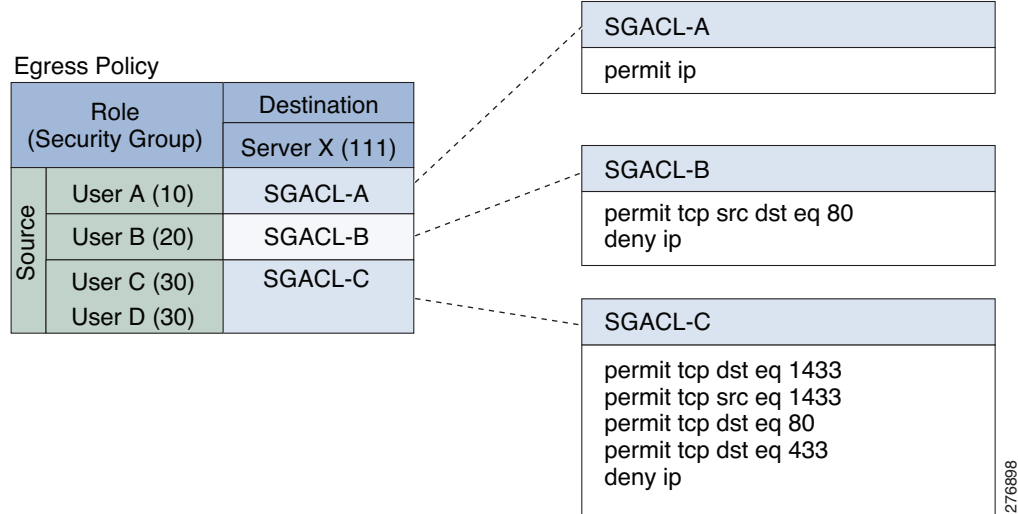 Egress Policy
Role
(Security Group)
Destination
Server X (111)
Source
User A (10)
SGACL-A
User B (20)
SGACL-B
User C (30)
User D (30)
SGACL-C
SGACL-A
permit ip
SGACL-B
permit tcp src dst eq 80
deny ip
SGACL-C
permit tcp dst eq 1433
permit tcp src eq 1433
permit tcp dst eq 80
permit tcp dst eq 433
deny ip
276898